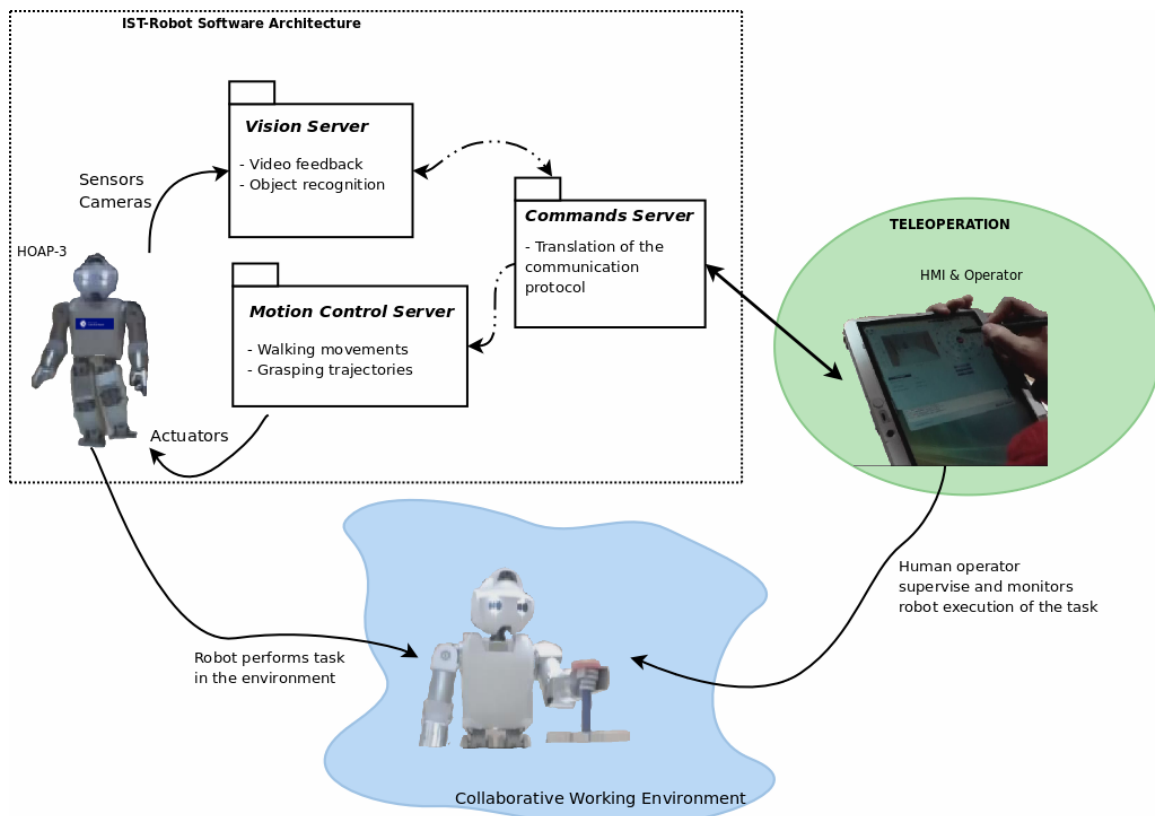 IST-Robot Software Architecture
Vision Server
- Video feedback
- Object recognition
Sensors
Cameras
HOAP-3
Commands Server
- Translation of the
communication
protocol
Motion Control Server
- Walking movements
- Grasping trajectories
Actuators
TELEOPERATION
HMI & Operator
Human operator
supervise and monitors
robot execution of the task
Robot performs task
in the environment
Collaborative Working Environment